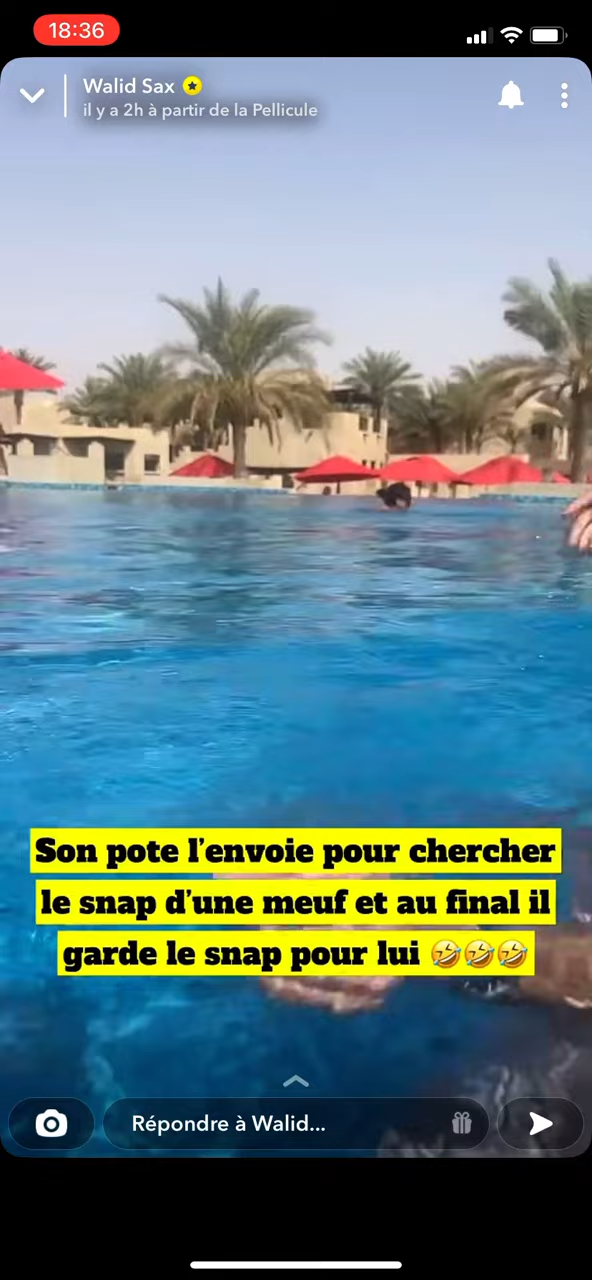 18:36
Walid Sax
il y a 2h à partir de la Pellicule
Son pote l'envoie pour chercher
le snap d'une meuf et au final il
garde le snap pour lui 🤣🤣🤣
Répondre à Walid...